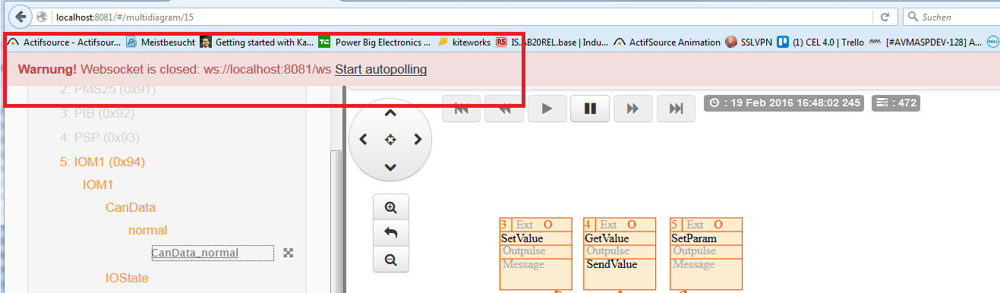 localhost:8081/#/multidiagram/15
Suchen
Actifsource - Actifsour... Meistbesucht Getting started with Ka... TC Power Big Electronics ... kiteworks R5 IS.AB20REL.base | Indu... ActifSource Animation SSLVPN (1) CEL 4.0 | Trello AVM [#AVMASPDEV-128] A... DELL
Warnung! Websocket is closed: ws://localhost:8081/ws Start autopolling
2: PMS25 (0x91)
3: PIB (0x92)
4: PSP (0x93)
5: IOM1 (0x94)
IOM1
CanData
normal
CanData_normal
IOState
: 19 Feb 2016 16:48:02 245
: 472
3 Ext O
SetValue
Outpulse
Message
4 Ext O
GetValue
Outpulse
SendValue
5 Ext O
SetParam
Outpulse
Message